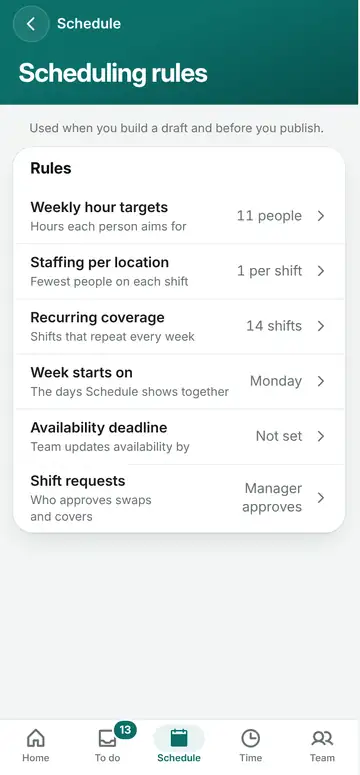 Schedule
Scheduling rules
Used when you build a draft and before you publish.
Rules
Weekly hour targets
Hours each person aims for
11 people
Staffing per location
Fewest people on each shift
1 per shift
Recurring coverage
Shifts that repeat every week
14 shifts
Week starts on
The days Schedule shows together
Monday
Availability deadline
Team updates availability by
Not set
Shift requests
Who approves swaps
and covers
Manager
approves
13
Home
To do
Schedule
Time
Team